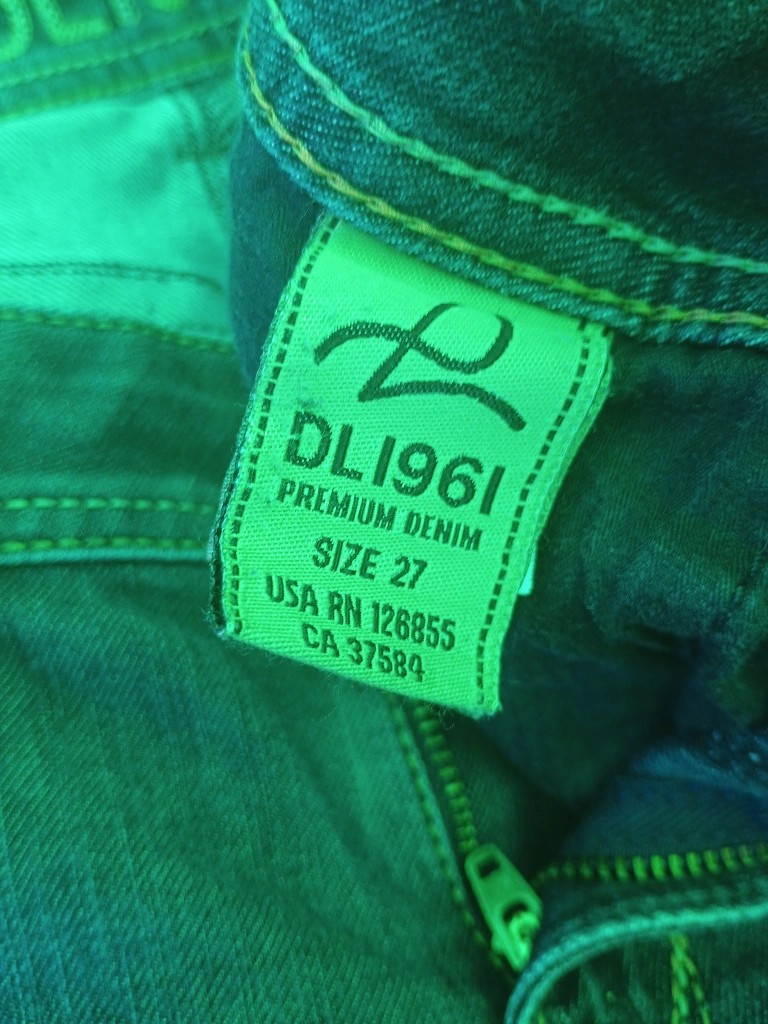 DL1961
PREMIUM DENIM
SIZE 27
USA RN 126855
CA 37584